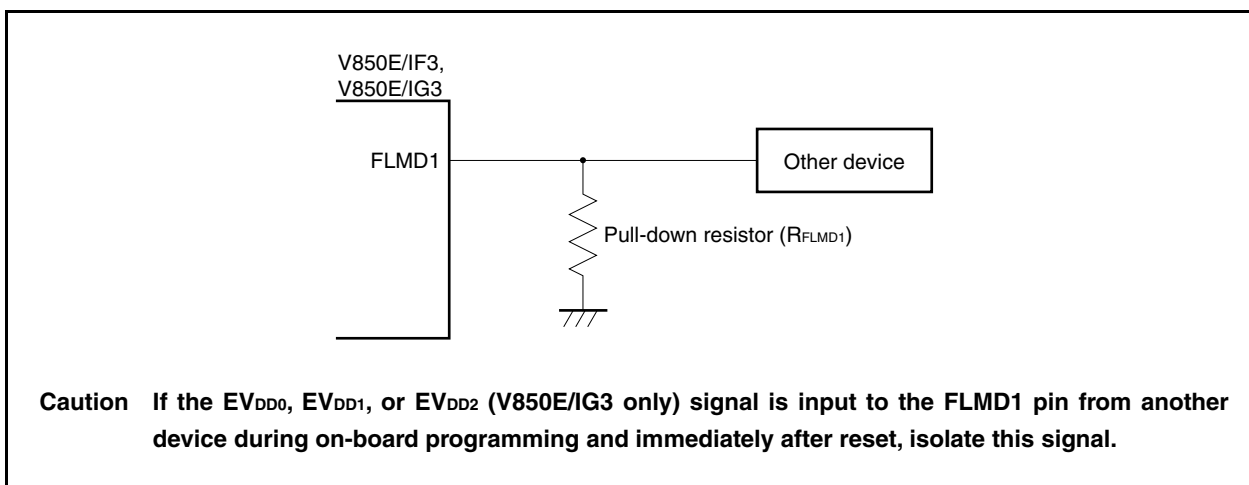 V850E/IF3,
V850E/IG3
FLMD1
Other device
Pull-down resistor (RFLMD1)
Caution If the EVDD0, EVDD1, or EVDD2 (V850E/IG3 only) signal is input to the FLMD1 pin from another
device during on-board programming and immediately after reset, isolate this signal.